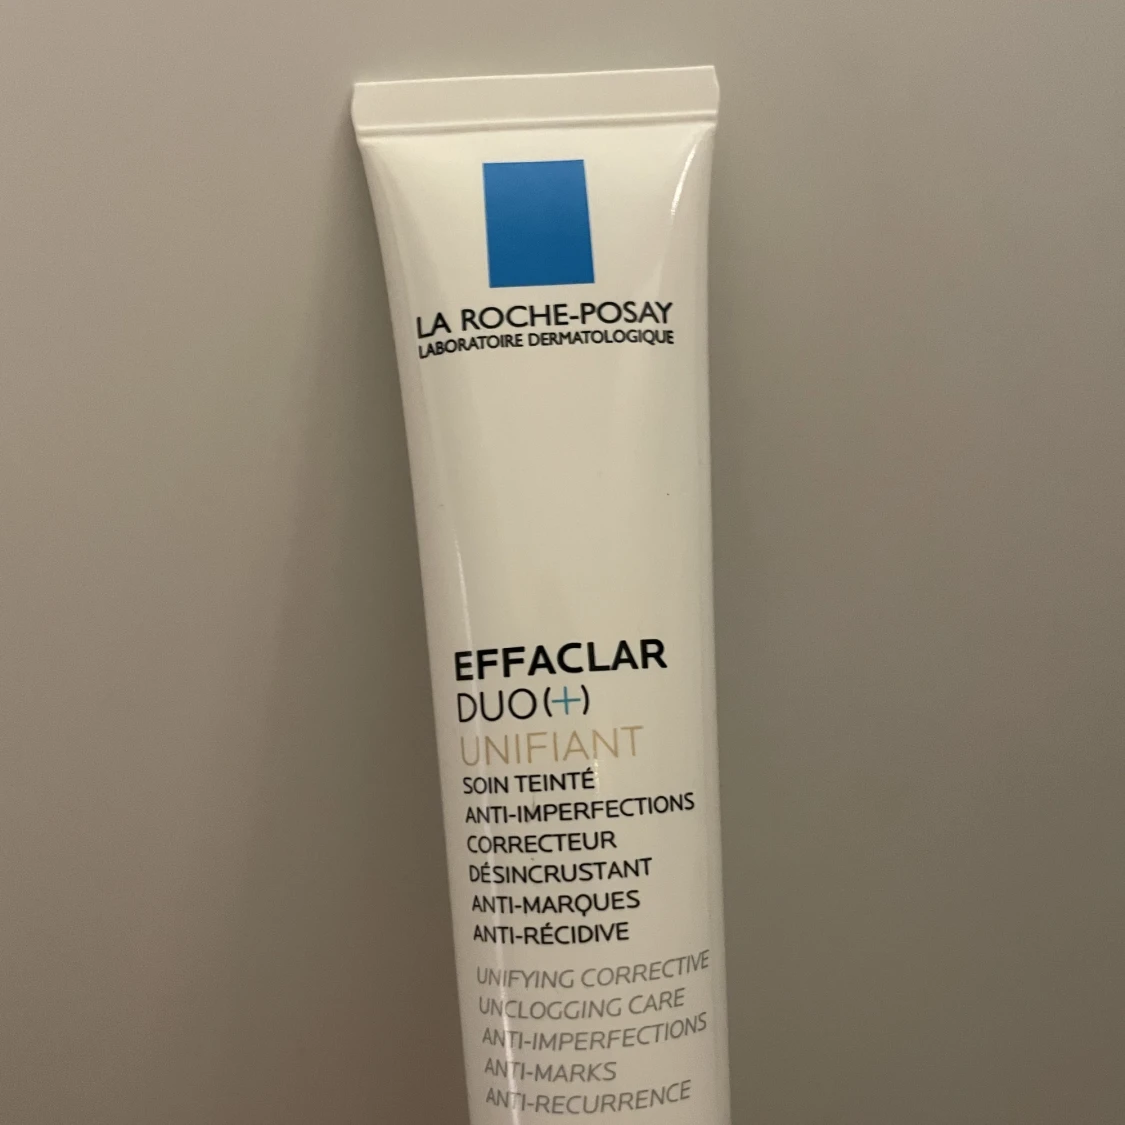 LA ROCHE-POSAY
LABORATOIRE DERMATOLOGIQUE
EFFACLAR
DUO(+)
UNIFIANT
SOIN TEINTÉ
ANTI-IMPERFECTIONS
CORRECTEUR
DÉSINCRUSTANT
ANTI-MARQUES
ANTI-RÉCIDIVE
UNIFYING CORRECTIVE
UNCLOGGING CARE
ANTI-IMPERFECTIONS
ANTI-MARKS
ANTI-RECURRENCE